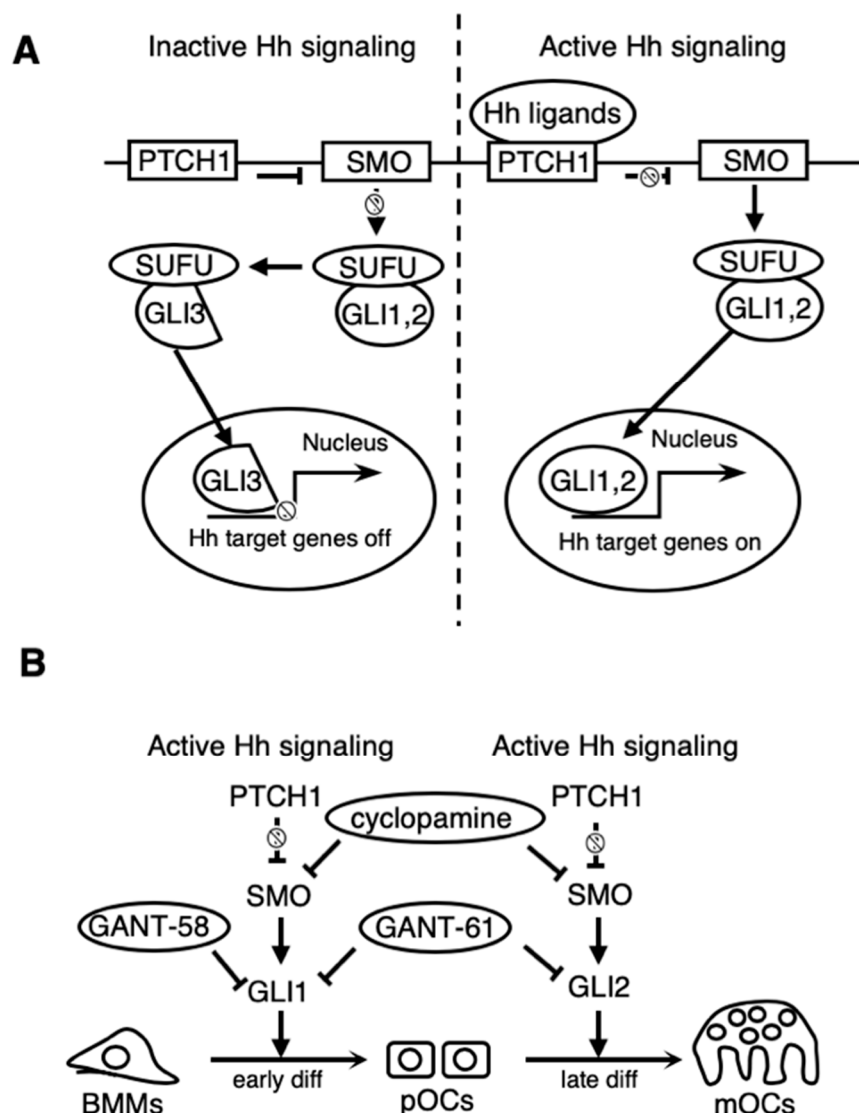 A
Inactive Hh signaling
Active Hh signaling
Hh ligands
PTCH1
SMO
PTCH1
SMO
SUFU
SUFU
SUFU
GLI3
GLI1,2
GLI1,2
Nucleus
Nucleus
GLI3
GLI1,2
Hh target genes off
Hh target genes on
B
Active Hh signaling
Active Hh signaling
PTCH1
cyclopamine
PTCH1
SMO
SMO
GANT-58
GANT-61
GLI1
GLI2
early diff
late diff
BMMs
pOCs
mOCs